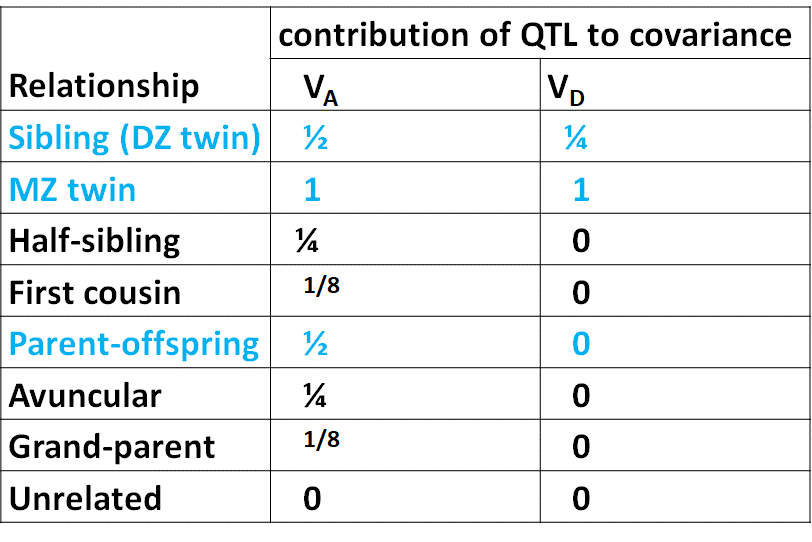 contribution of QTL to covariance
Relationship V_A V_D
Sibling (DZ twin) ½ ¼
MZ twin 1 1
Half-sibling ¼ 0
First cousin 1/8 0
Parent-offspring ½ 0
Avuncular ¼ 0
Grand-parent 1/8 0
Unrelated 0 0